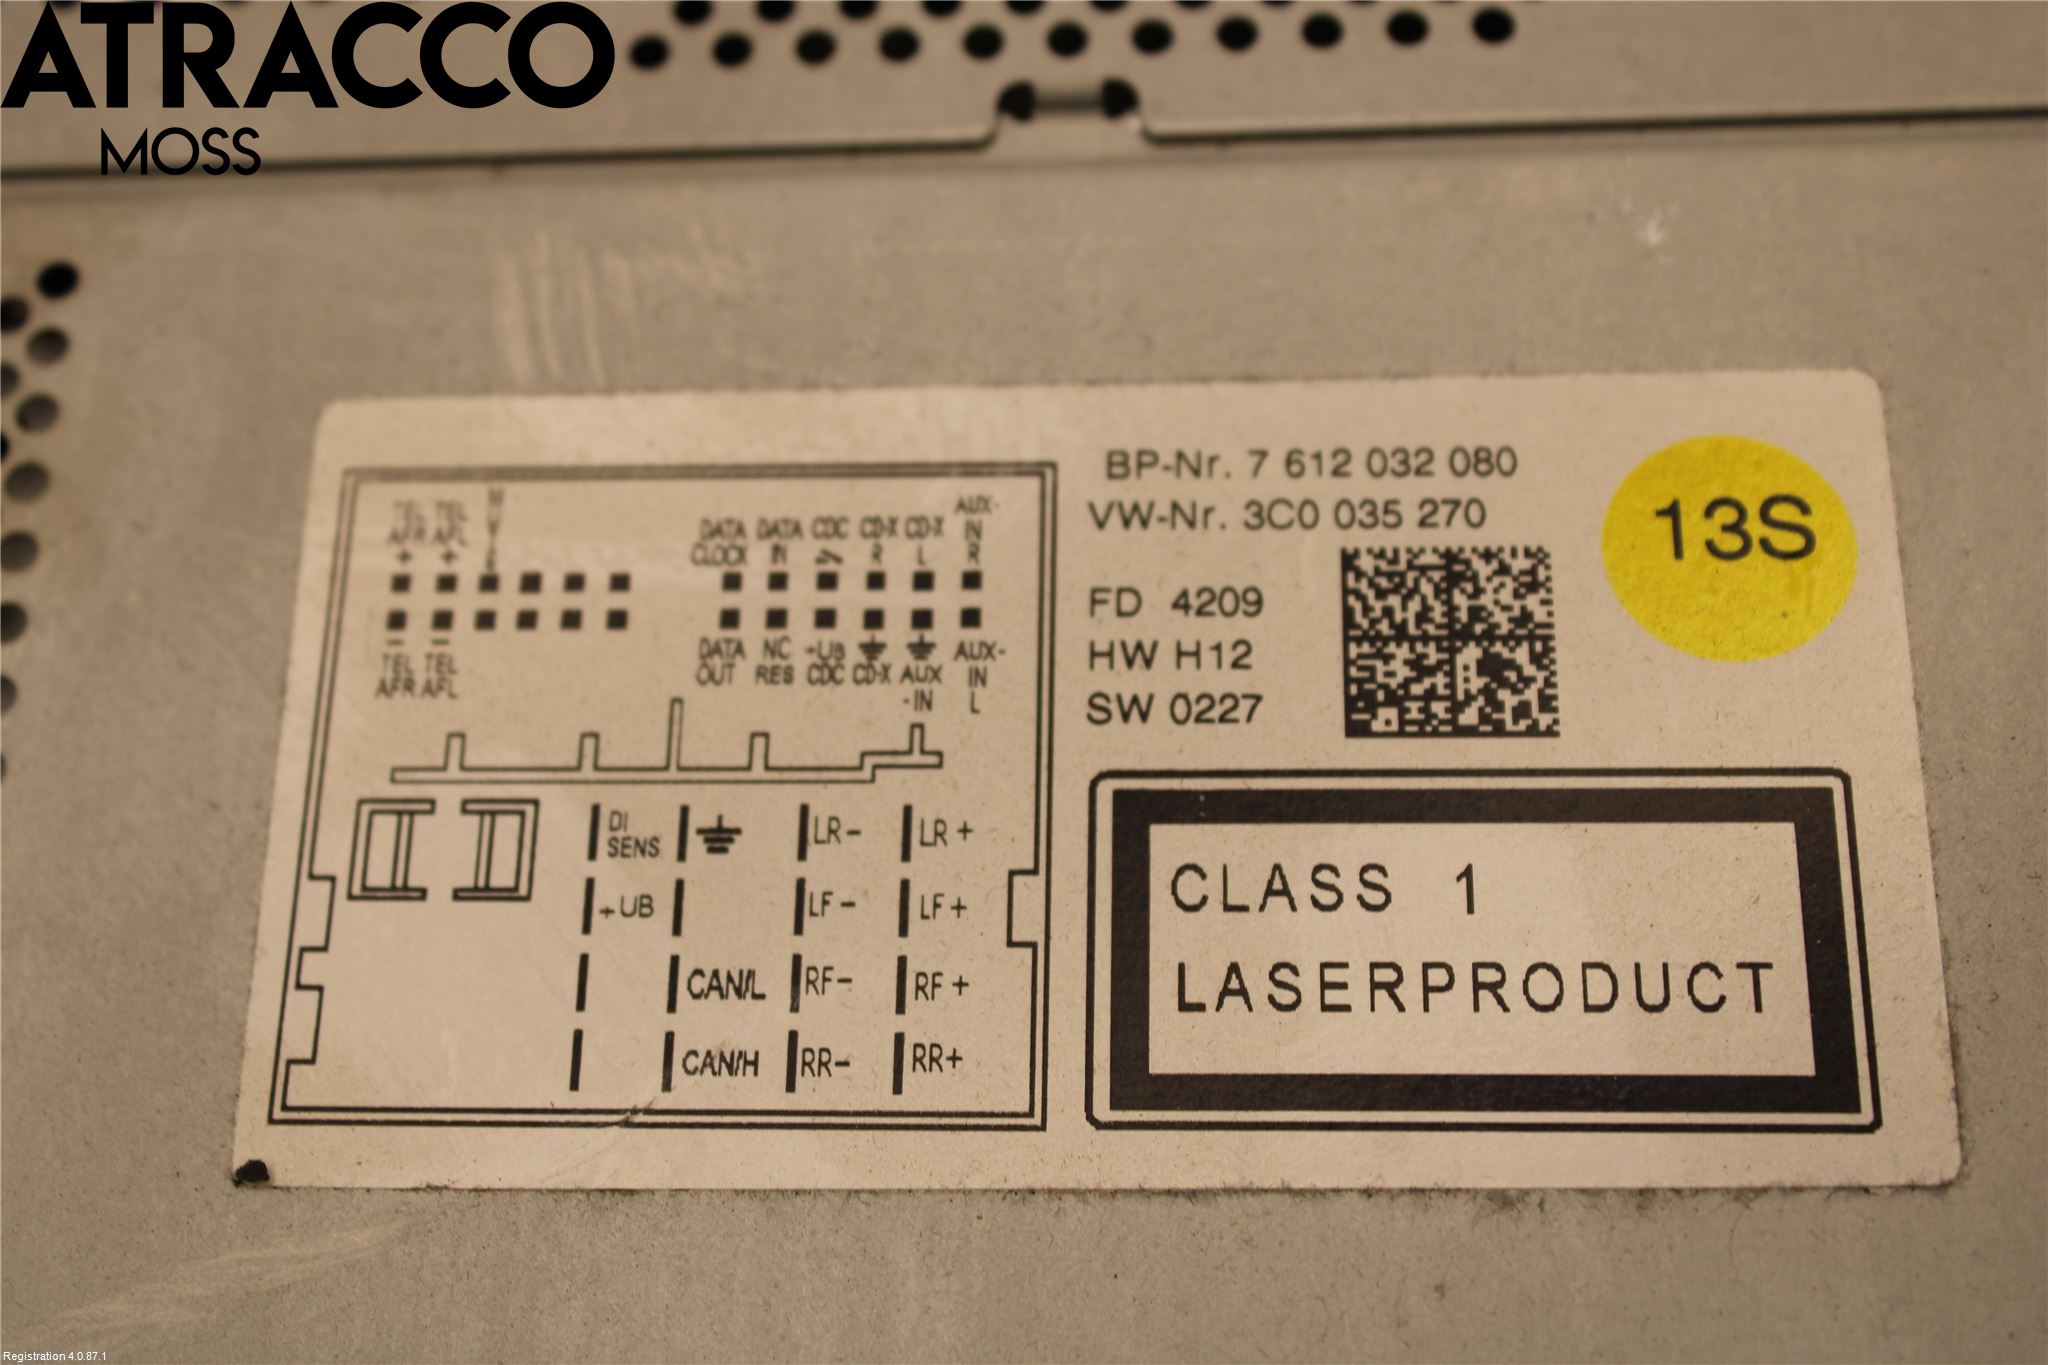 ATRACCO
MOSS
BP-Nr. 7 612 032 080
VW-Nr. 3C0 035 270
13S
FD 4209
HW H12
SW 0227
TEL TEL
AFR AFL
+ +
AUX-
DATA DATA CDC CD-X CD-X IN
CLOCK IN R L R
− −
TEL TEL
AFR AFL
DATA NC +UB AUX-
OUT RES CDC CD-X AUX IN
-IN L
DI
SENS LR− LR+
+UB LF− LF+
CAN/L RF− RF+
CAN/H RR− RR+
CLASS 1
LASERPRODUCT
Registration 4.0.87.1